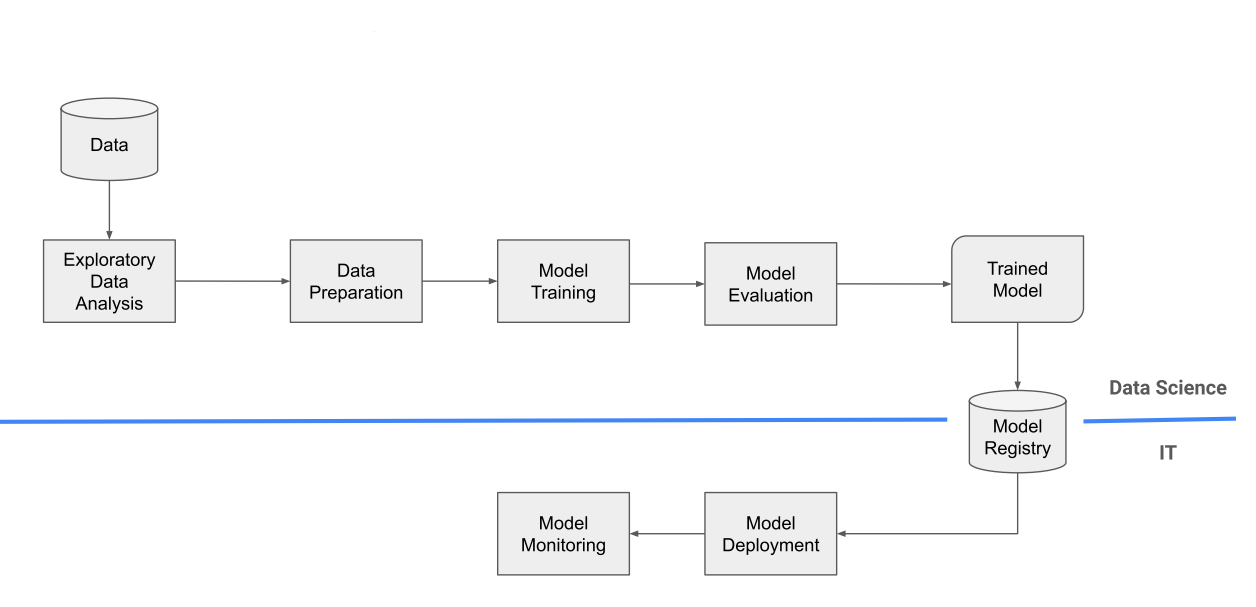 Data
Exploratory
Data
Analysis
Data
Preparation
Model
Training
Model
Evaluation
Trained
Model
Data Science
Model
Registry
IT
Model
Monitoring
Model
Deployment